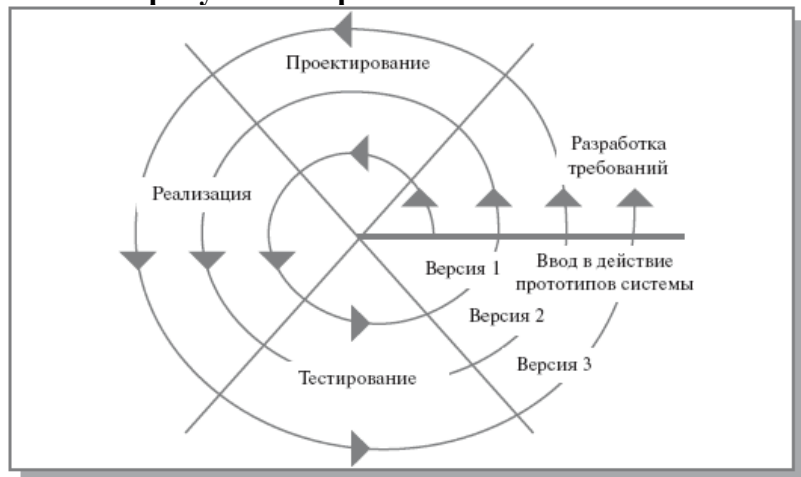 Проектирование
Разработка
требований
Реализация
Версия 1
Ввод в действие
прототипов системы
Версия 2
Версия 3
Тестирование